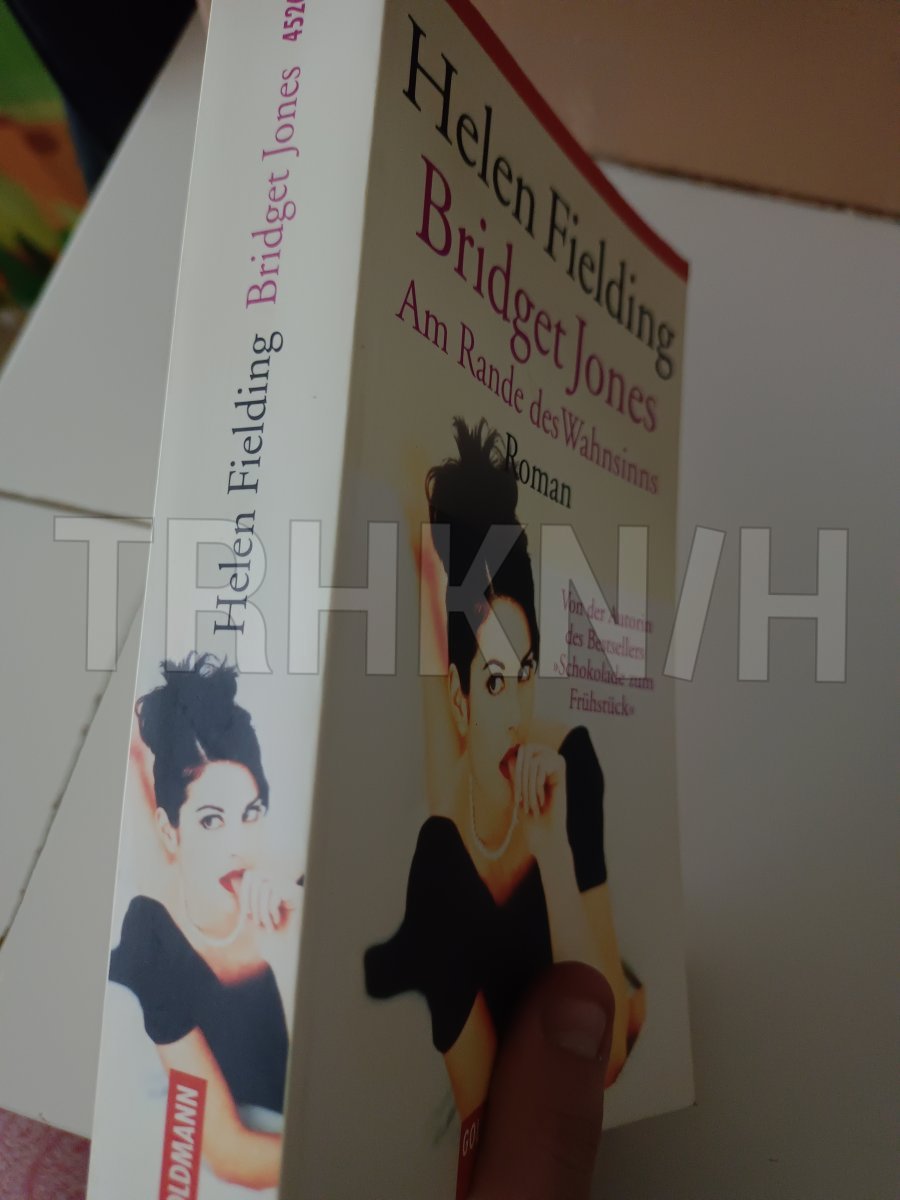 Helen Fielding Bridget Jones
GOLDMANN
Helen Fielding
Bridget Jones
Am Rande des Wahnsinns
Roman
Von der Autorin
des Bestsellers
»Schokolade zum
Frühstück«
TRHKN/H